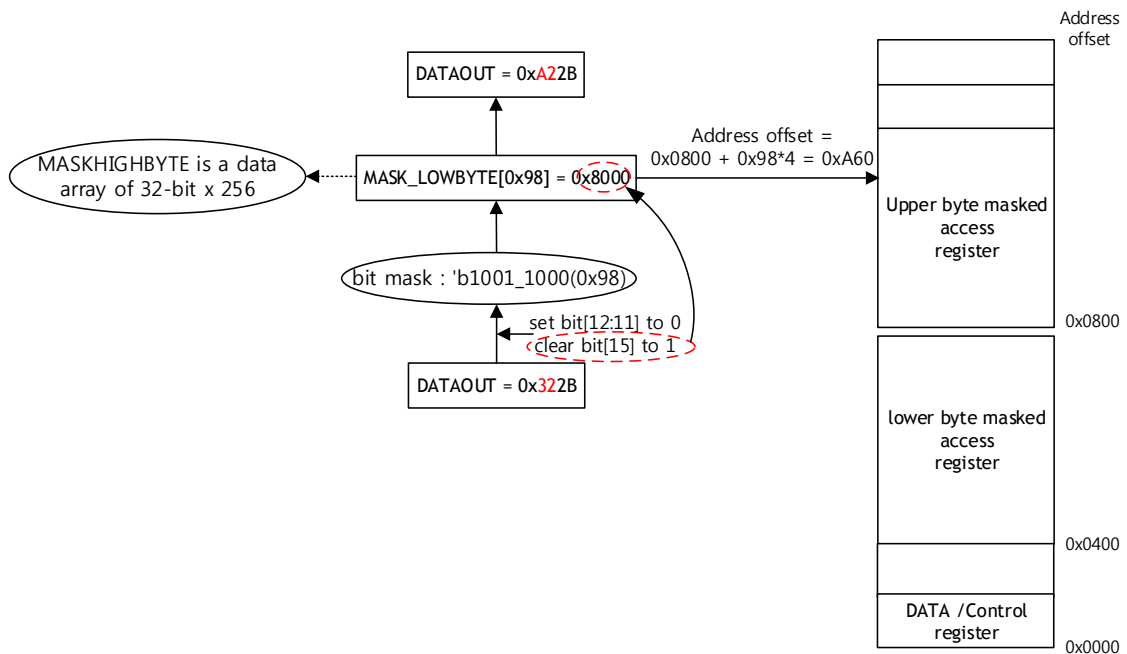 Address
offset
DATAOUT = 0xA22B
Address offset =
0x0800 + 0x98*4 = 0xA60
MASKHIGHBYTE is a data
array of 32-bit x 256
MASK_LOWBYTE[0x98] = 0x8000
Upper byte masked
access
register
bit mask : 'b1001_1000(0x98)
set bit[12:11] to 0
clear bit[15] to 1
0x0800
DATAOUT = 0x322B
lower byte masked
access
register
0x0400
DATA /Control
register
0x0000